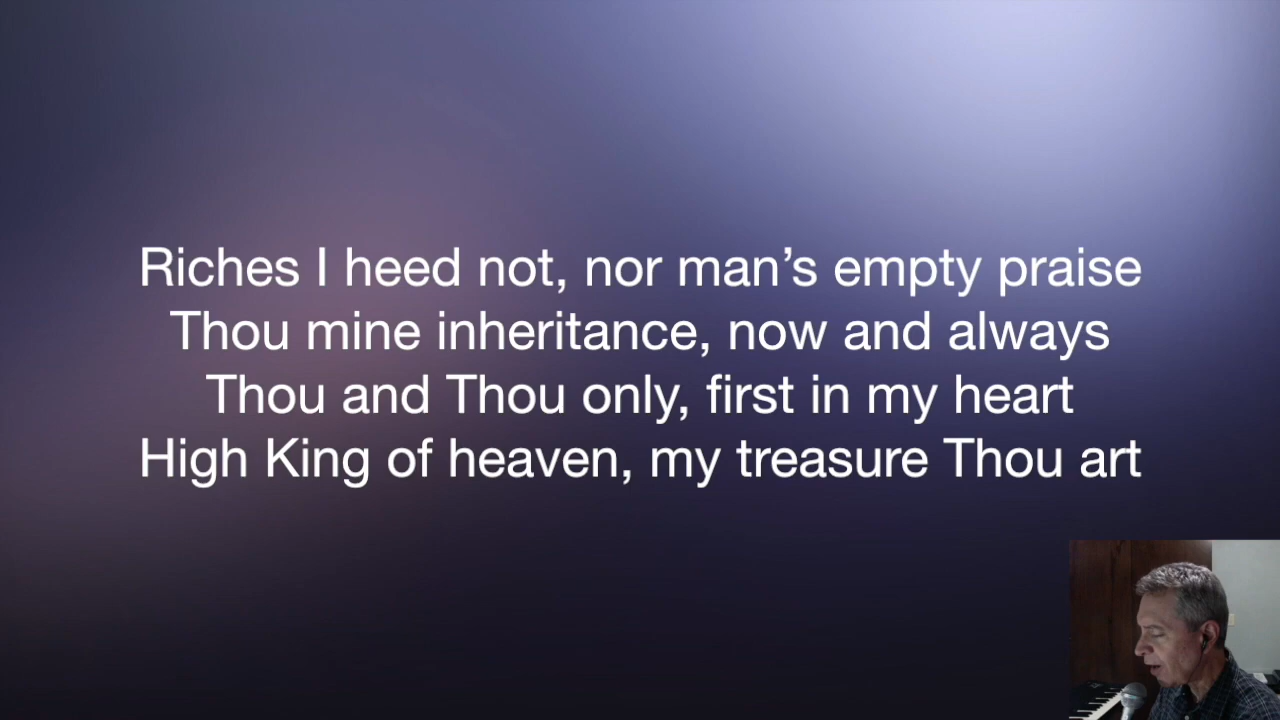 Riches I heed not, nor man’s empty praise
Thou mine inheritance, now and always
Thou and Thou only, first in my heart
High King of heaven, my treasure Thou art